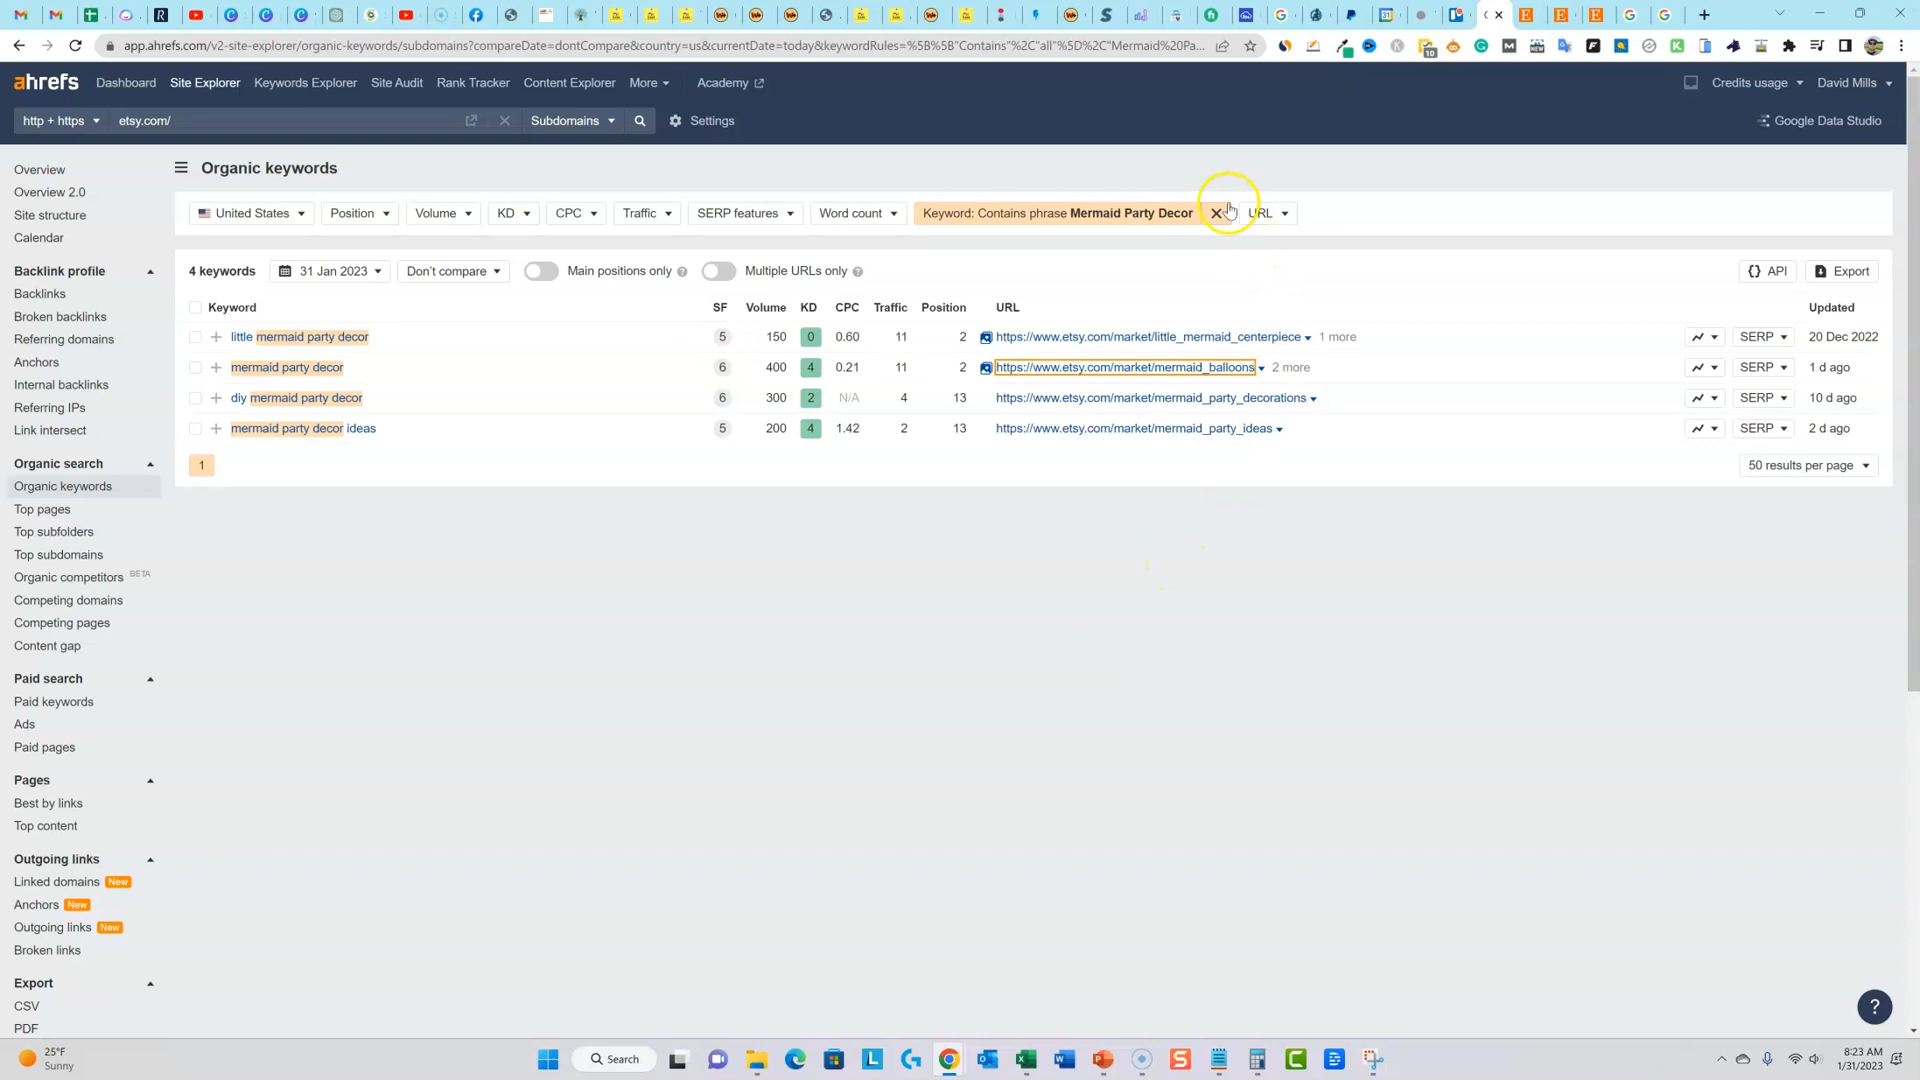 app.ahrefs.com/v2-site-explorer/organic-keywords/subdomains?compareDate=dontCompare&country=us&currentDate=today&keywordRules=%5B%5B"Contains"%2C"all"%5D%2C"Mermaid%20Pa...
ahrefs Dashboard Site Explorer Keywords Explorer Site Audit Rank Tracker Content Explorer More Academy Credits usage David Mills
http + https etsy.com/ Subdomains Settings Google Data Studio
Organic keywords
United States Position Volume KD CPC Traffic SERP features Word count Keyword: Contains phrase Mermaid Party Decor URL
4 keywords 31 Jan 2023 Don't compare Main positions only Multiple URLs only API Export
Keyword SF Volume KD CPC Traffic Position URL Updated
little mermaid party decor 5 150 0 0.60 11 2 https://www.etsy.com/market/little_mermaid_centerpiece 1 more SERP 20 Dec 2022
mermaid party decor 6 400 4 0.21 11 2 https://www.etsy.com/market/mermaid_balloons 2 more SERP 1 d ago
diy mermaid party decor 6 300 2 N/A 4 13 https://www.etsy.com/market/mermaid_party_decorations SERP 10 d ago
mermaid party decor ideas 5 200 4 1.42 2 13 https://www.etsy.com/market/mermaid_party_ideas SERP 2 d ago
1 50 results per page
Overview
Overview 2.0
Site structure
Calendar
Backlink profile
Backlinks
Broken backlinks
Referring domains
Anchors
Internal backlinks
Referring IPs
Link intersect
Organic search
Organic keywords
Top pages
Top subfolders
Top subdomains
Organic competitors BETA
Competing domains
Competing pages
Content gap
Paid search
Paid keywords
Ads
Paid pages
Pages
Best by links
Top content
Outgoing links
Linked domains New
Anchors New
Outgoing links New
Broken links
Export
CSV
PDF
?
25°F
Sunny
Search
8:23 AM
1/31/2023